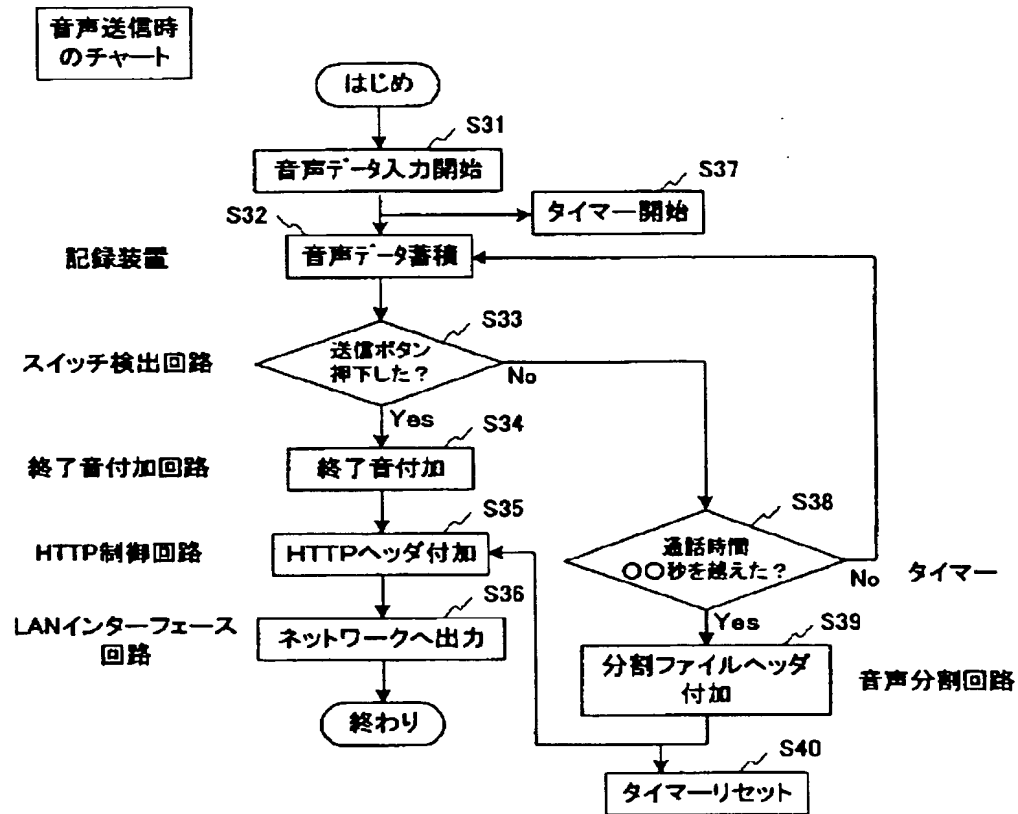 音声送信時
のチャート
はじめ
S31
音声データ入力開始
S37
タイマー開始
S32
記録装置
音声データ蓄積
S33
スイッチ検出回路
送信ボタン
押下した?
No
Yes
S34
終了音付加回路
終了音付加
S35
HTTP制御回路
HTTPヘッダ付加
S38
通話時間
〇〇秒を越えた?
No
タイマー
S36
LANインターフェース
回路
ネットワークへ出力
Yes
S39
分割ファイルヘッダ
付加
音声分割回路
終わり
S40
タイマーリセット